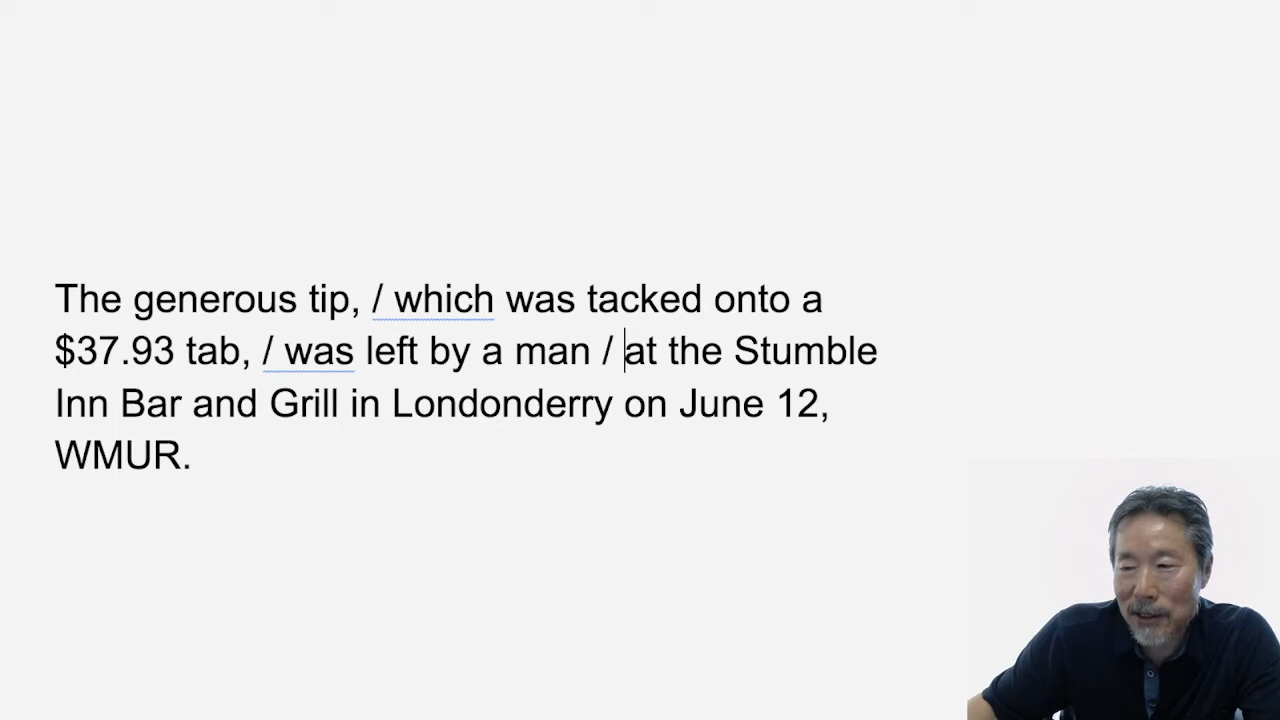 The generous tip, / which was tacked onto a
$37.93 tab, / was left by a man / at the Stumble
Inn Bar and Grill in Londonderry on June 12,
WMUR.